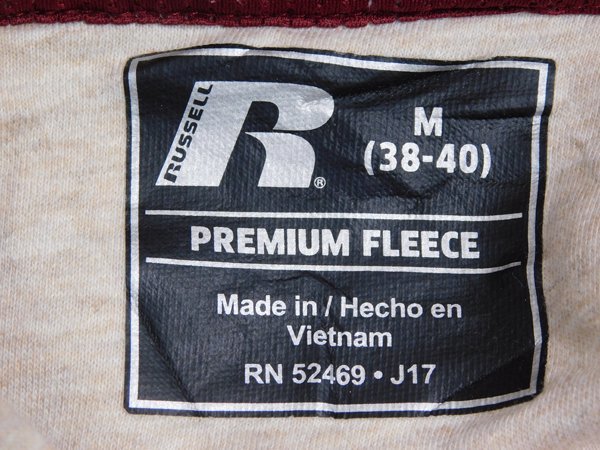 RUSSELL
R®
M
(38-40)
PREMIUM FLEECE
Made in / Hecho en
Vietnam
RN 52469 • J17